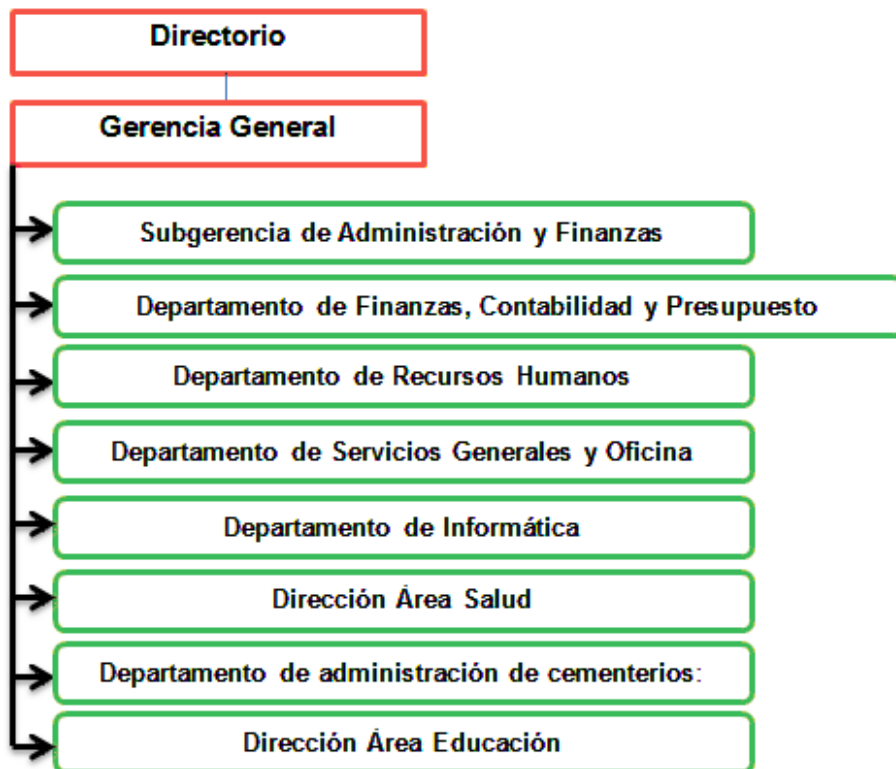 Directorio
Gerencia General
Subgerencia de Administración y Finanzas
Departamento de Finanzas, Contabilidad y Presupuesto
Departamento de Recursos Humanos
Departamento de Servicios Generales y Oficina
Departamento de Informática
Dirección Área Salud
Departamento de administración de cementerios:
Dirección Área Educación